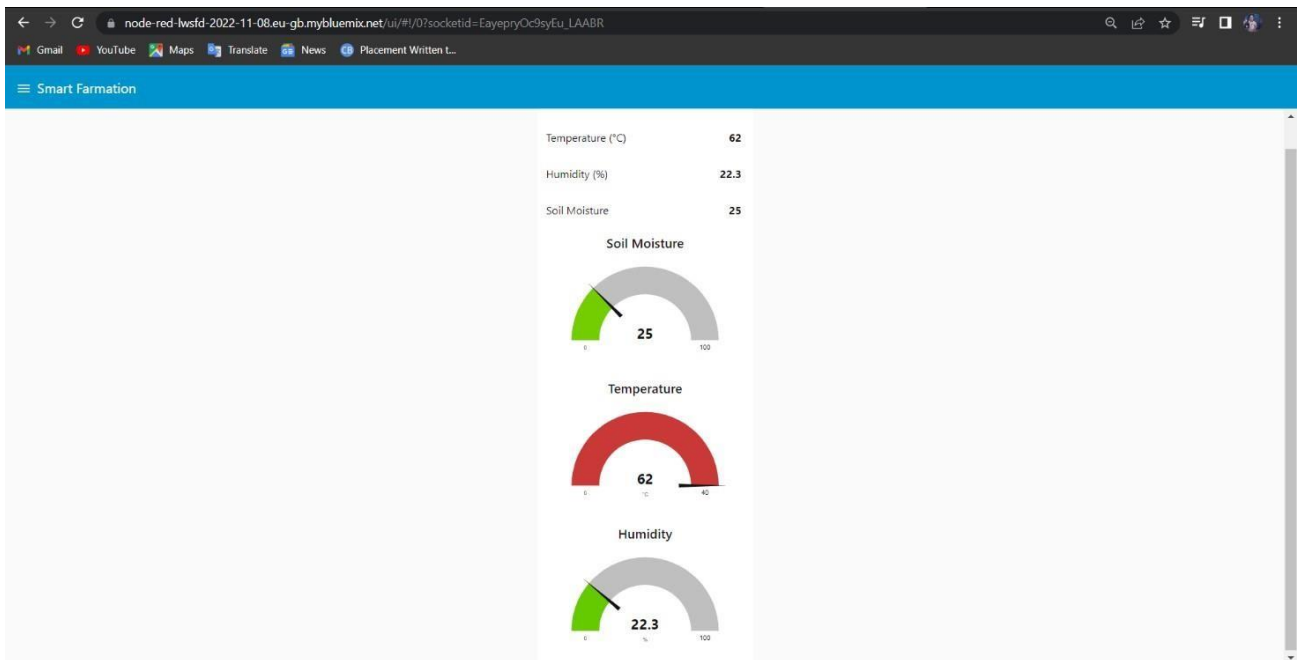 node-red-lwsfd-2022-11-08.eu-gb.mybluemix.net/ui/#!/0?socketid=EayepryOc9syEu_LAABR
Gmail YouTube Maps Translate News Placement Written t...
Smart Farmation
Temperature (°C) 62
Humidity (%) 22.3
Soil Moisture 25
Soil Moisture
25
0 100
Temperature
62
0 °C 40
Humidity
22.3
0 % 100